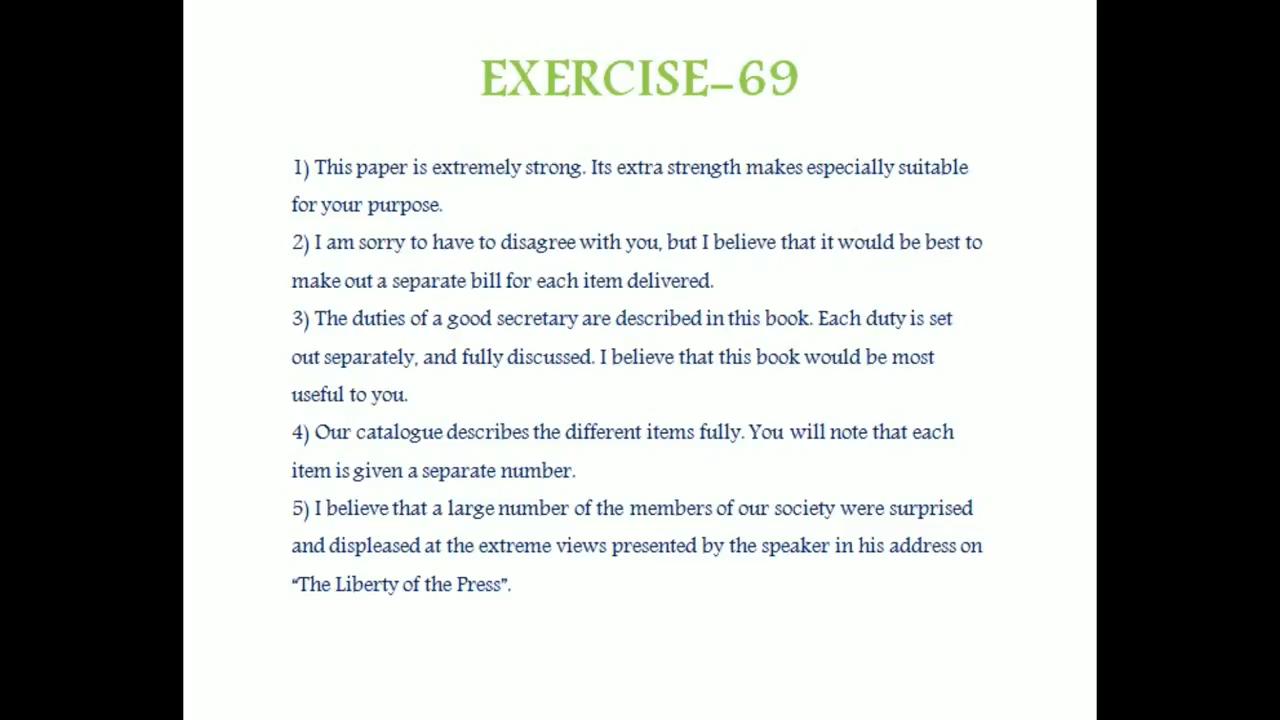 EXERCISE-69
1) This paper is extremely strong. Its extra strength makes especially suitable
for your purpose.
2) I am sorry to have to disagree with you, but I believe that it would be best to
make out a separate bill for each item delivered.
3) The duties of a good secretary are described in this book. Each duty is set
out separately, and fully discussed. I believe that this book would be most
useful to you.
4) Our catalogue describes the different items fully. You will note that each
item is given a separate number.
5) I believe that a large number of the members of our society were surprised
and displeased at the extreme views presented by the speaker in his address on
“The Liberty of the Press”.